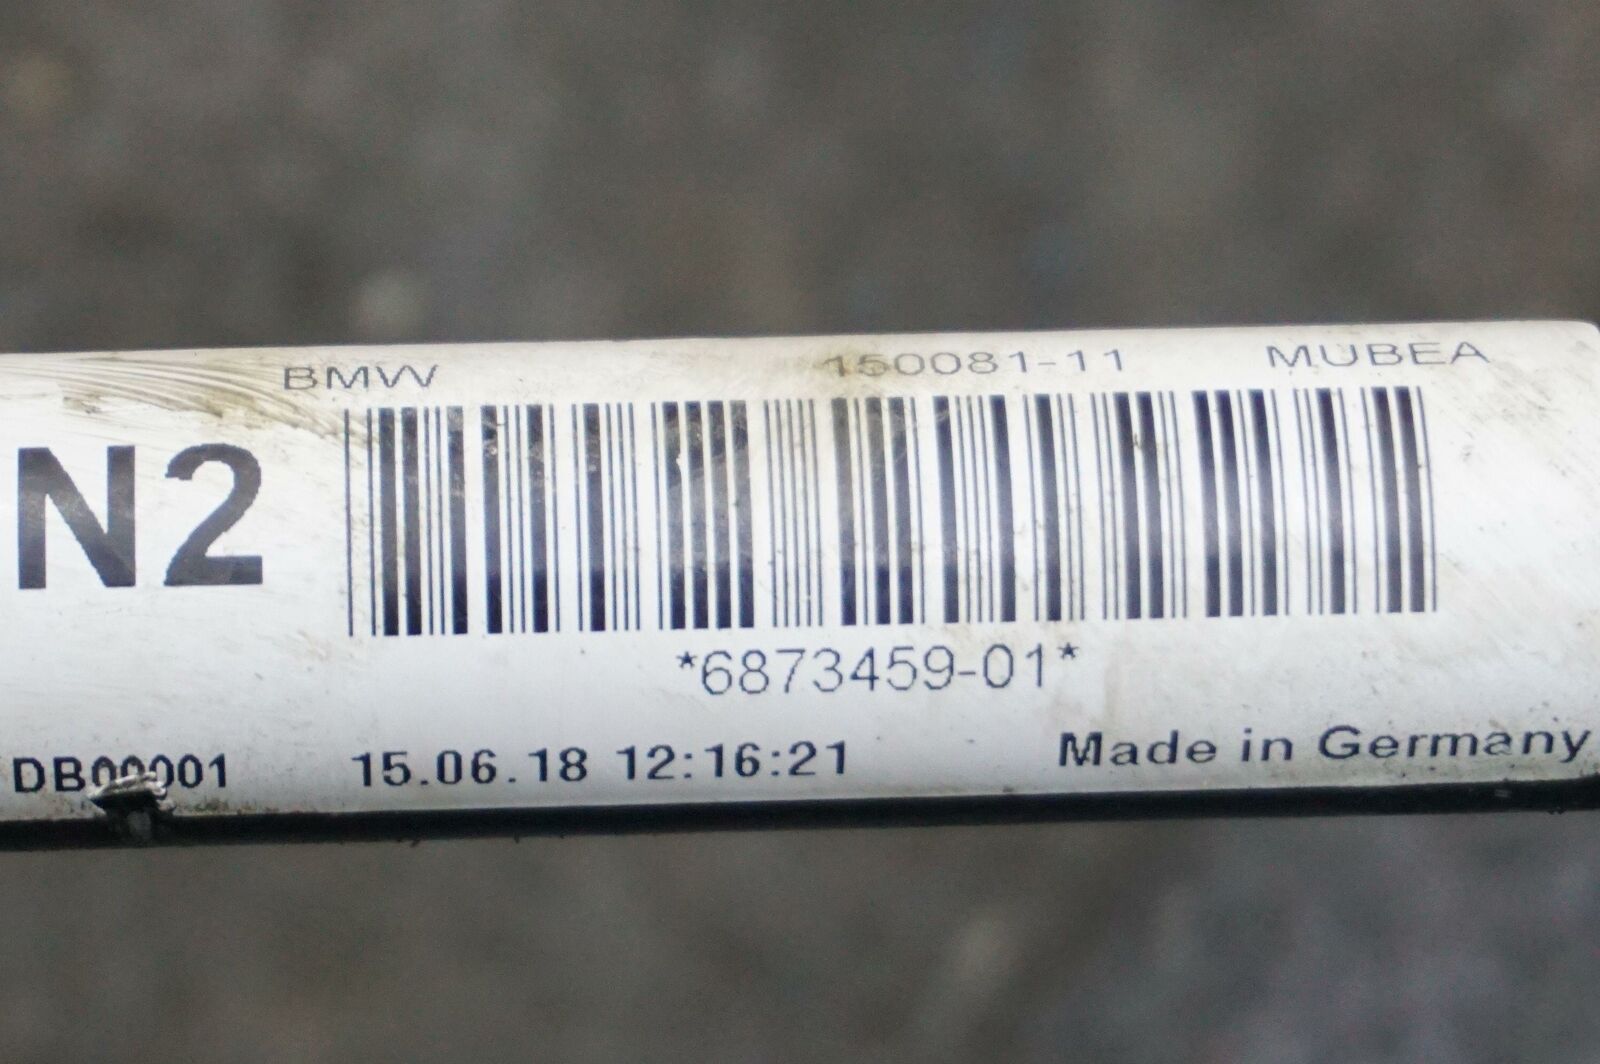 BMW 150081-11 MUBEA
N2
*6873459-01*
DB00001 15.06.18 12:16:21 Made in Germany